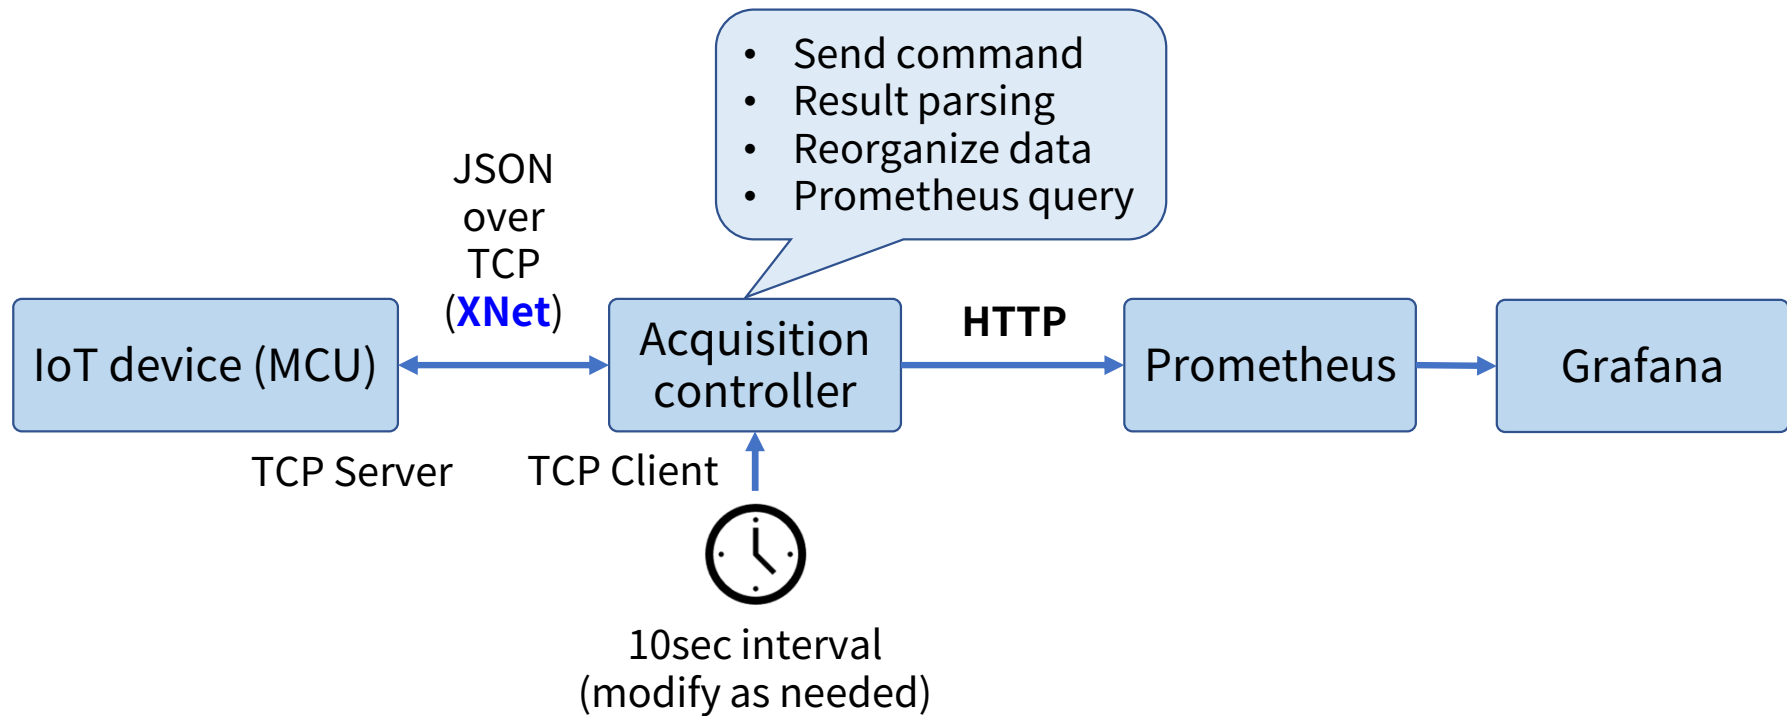 • Send command
• Result parsing
• Reorganize data
• Prometheus query
JSON
over
TCP
(XNet)
HTTP
IoT device (MCU)
Acquisition
controller
Prometheus
Grafana
TCP Server
TCP Client
10sec interval
(modify as needed)